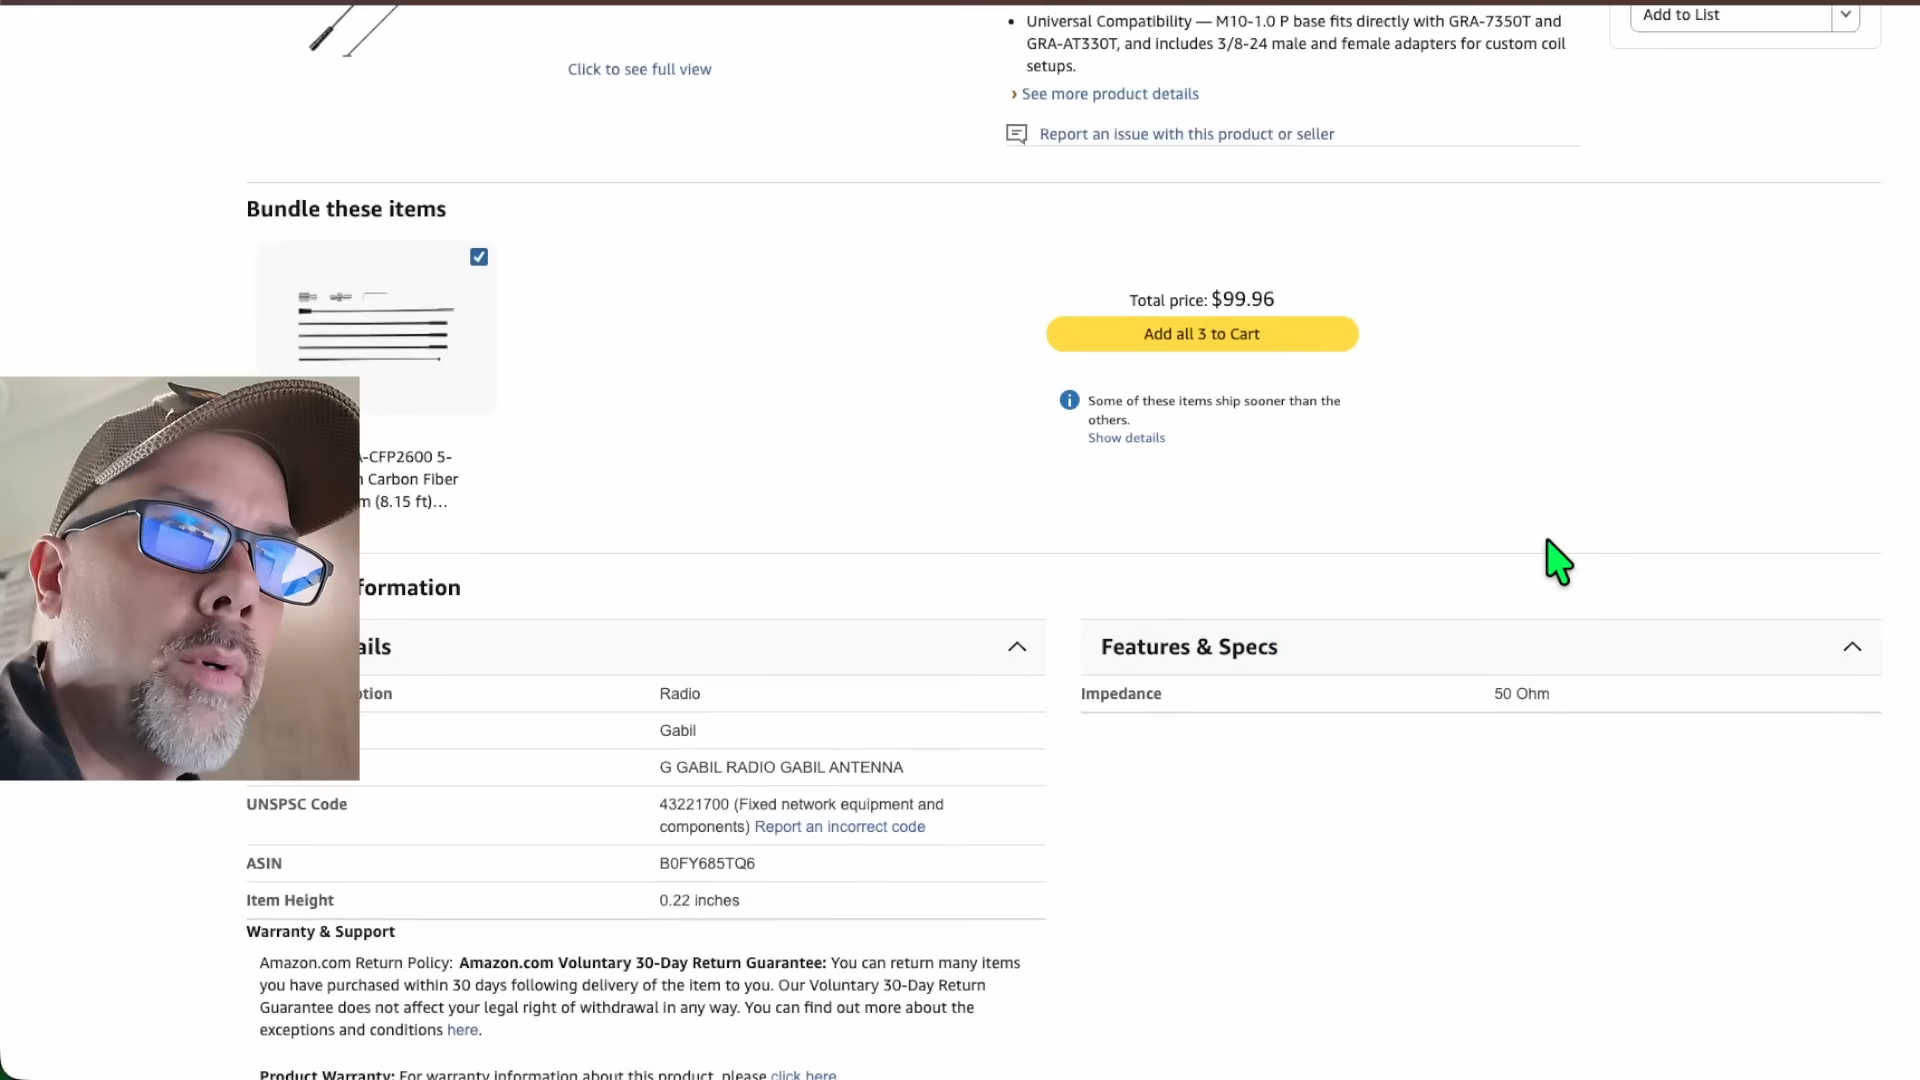 • Universal Compatibility — M10-1.0 P base fits directly with GRA-7350T and
GRA-AT330T, and includes 3/8-24 male and female adapters for custom coil
setups.
Add to List
Click to see full view
› See more product details
Report an issue with this product or seller
Bundle these items
Total price: $99.96
Add all 3 to Cart
Some of these items ship sooner than the
others.
Show details
-CFP2600 5-
Carbon Fiber
m (8.15 ft)...
formation
ails
Features & Specs
ption
Radio
Impedance
50 Ohm
Gabil
G GABIL RADIO GABIL ANTENNA
UNSPSC Code
43221700 (Fixed network equipment and
components) Report an incorrect code
ASIN
B0FY685TQ6
Item Height
0.22 inches
Warranty & Support
Amazon.com Return Policy: Amazon.com Voluntary 30-Day Return Guarantee: You can return many items
you have purchased within 30 days following delivery of the item to you. Our Voluntary 30-Day Return
Guarantee does not affect your legal right of withdrawal in any way. You can find out more about the
exceptions and conditions here.
Product Warranty: For warranty information about this product, please click here